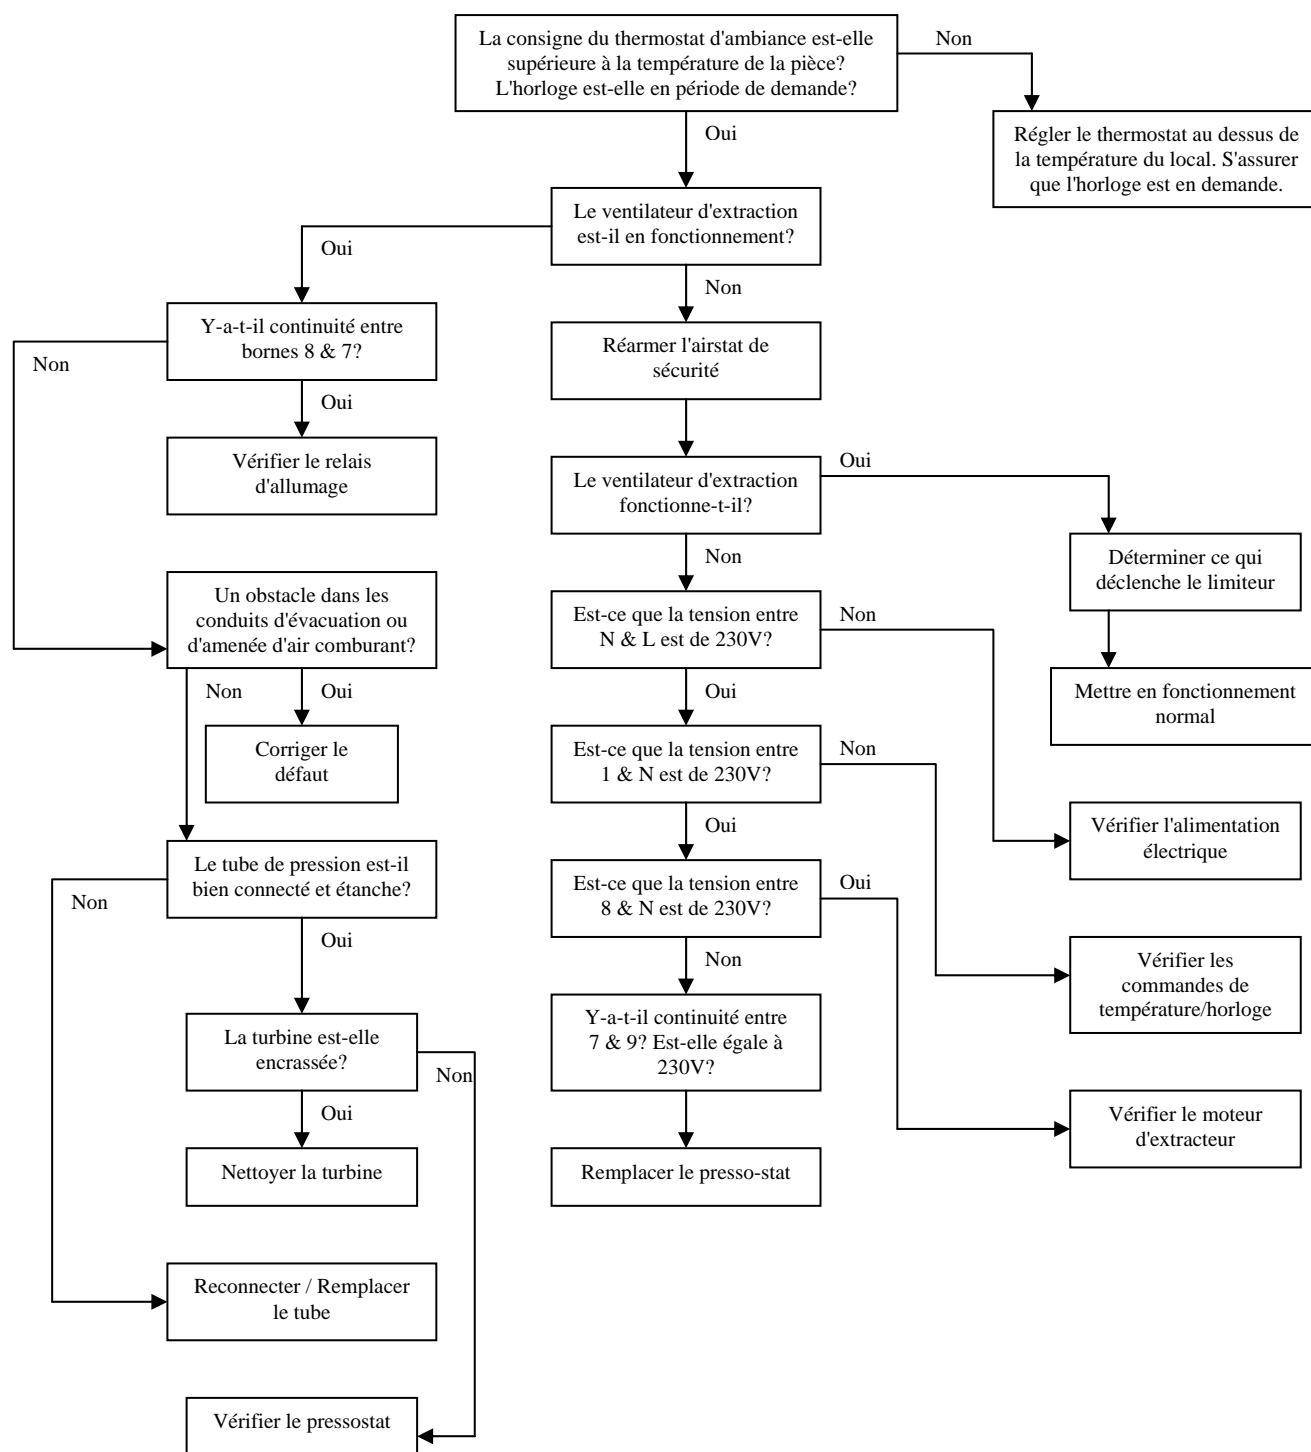 La consigne du thermostat d'ambiance est-elle
supérieure à la température de la pièce?
L'horloge est-elle en période de demande?
Non
Oui
Régler le thermostat au dessus de
la température du local. S'assurer
que l'horloge est en demande.
Le ventilateur d'extraction
est-il en fonctionnement?
Oui
Non
Y-a-t-il continuité entre
bornes 8 & 7?
Non
Oui
Réarmer l'airstat de
sécurité
Vérifier le relais
d'allumage
Le ventilateur d'extraction
fonctionne-t-il?
Oui
Non
Déterminer ce qui
déclenche le limiteur
Un obstacle dans les
conduits d'évacuation ou
d'amenée d'air comburant?
Non
Oui
Est-ce que la tension entre
N & L est de 230V?
Non
Oui
Mettre en fonctionnement
normal
Corriger le
défaut
Est-ce que la tension entre
1 & N est de 230V?
Non
Oui
Vérifier l'alimentation
électrique
Le tube de pression est-il
bien connecté et étanche?
Non
Oui
Est-ce que la tension entre
8 & N est de 230V?
Oui
Non
Vérifier les
commandes de
température/horloge
La turbine est-elle
encrassée?
Non
Oui
Y-a-t-il continuité entre
7 & 9? Est-elle égale à
230V?
Vérifier le moteur
d'extracteur
Nettoyer la turbine
Remplacer le presso-stat
Reconnecter / Remplacer
le tube
Vérifier le pressostat